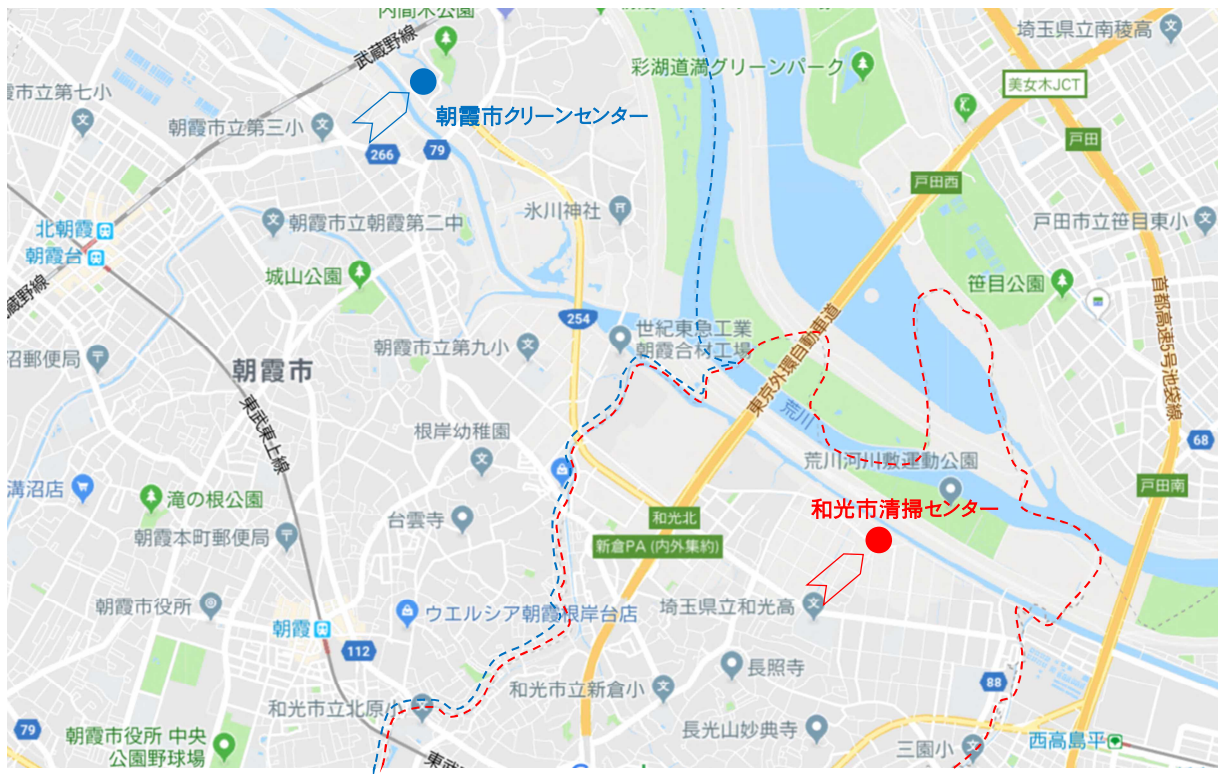 内間木公園
武蔵野線
埼玉県立南稜高
彩湖道満グリーンパーク
美女木JCT
霞市立第七小
朝霞市クリーンセンター
朝霞市立第三小
戸田
266
79
戸田西
氷川神社
朝霞市立朝霞第二中
戸田市立笹目東小
北朝霞
朝霞台
城山公園
笹目公園
蔵野線
254
世紀東急工業
朝霞合材工場
首都高速5号池袋線
沼郵便局
朝霞市立第九小
朝霞市
東京外環自動車道
荒川
東武東上線
根岸幼稚園
68
荒川河川敷運動公園
溝沼店
滝の根公園
戸田南
和光市清掃センター
台雲寺
和光北
朝霞本町郵便局
新倉PA (内外集約)
朝霞市役所
ウエルシア朝霞根岸台店
埼玉県立和光高
朝霞
112
長照寺
88
和光市立新倉小
和光市立北原小
79
朝霞市役所 中央
公園野球場
長光山妙典寺
三園小
西高島平